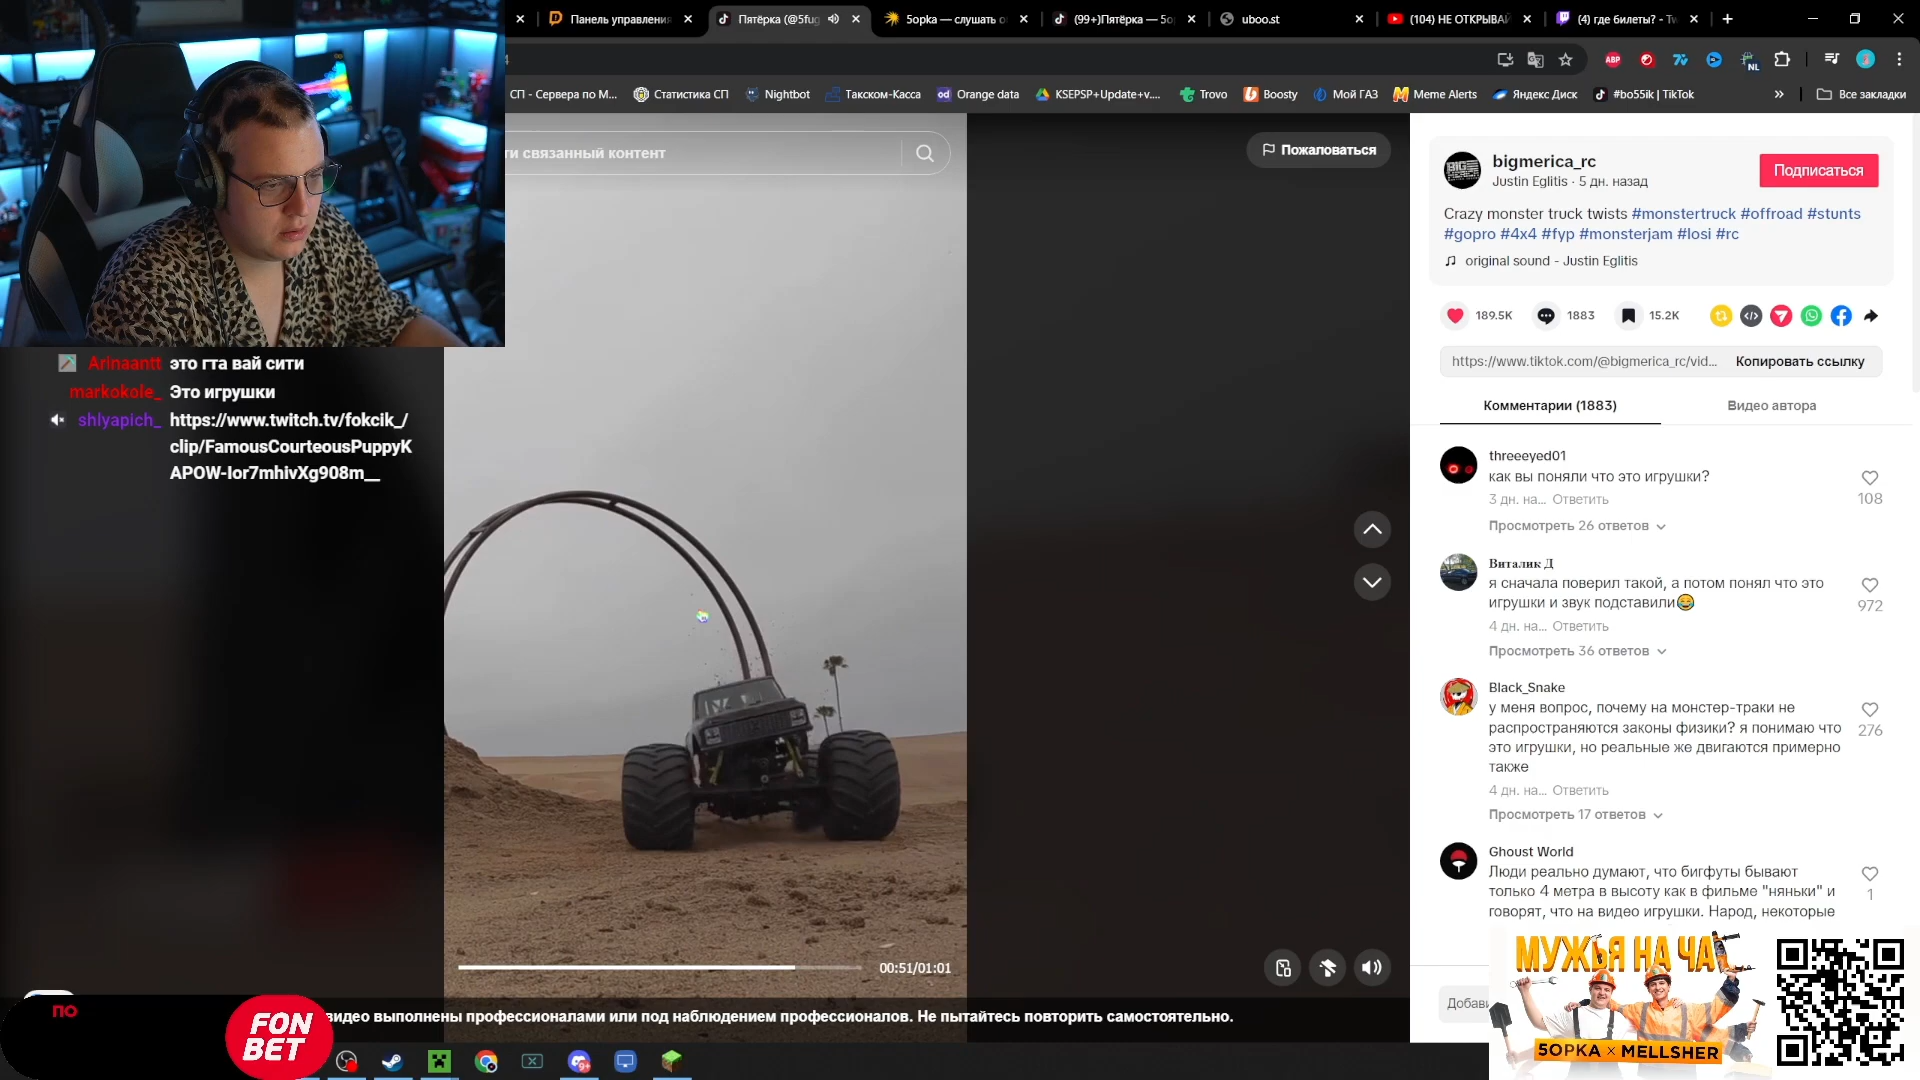 Панель управления
Пятёрка (@5fug
5opka — слушать о
(99+)Пятёрка — 5o
uboo.st
(104) НЕ ОТКРЫВАЙ
(4) где билеты? - Tw
ABP
NL
СП - Сервера по М...
Статистика СП
Nightbot
Такском-Касса
Orange data
KSEPSP+Update+v....
Trovo
Boosty
Мой ГАЗ
Meme Alerts
Яндекс Диск
#bo55ik | TikTok
Все закладки
ти связанный контент
Пожаловаться
bigmerica_rc
Justin Eglitis · 5 дн. назад
Подписаться
Crazy monster truck twists #monstertruck #offroad #stunts
#gopro #4x4 #fyp #monsterjam #losi #rc
original sound - Justin Eglitis
189.5K
1883
15.2K
https://www.tiktok.com/@bigmerica_rc/vid...
Копировать ссылку
Комментарии (1883)
Видео автора
Arinaantt это гта вай сити
markokole_ Это игрушки
shlyapich_ https://www.twitch.tv/fokcik_/
clip/FamousCourteousPuppyK
APOW-Ior7mhivXg908m__
threeeyed01
как вы поняли что это игрушки?
3 дн. на... Ответить
108
Просмотреть 26 ответов
Виталик Д
я сначала поверил такой, а потом понял что это
игрушки и звук подставили😂
4 дн. на... Ответить
972
Просмотреть 36 ответов
Black_Snake
у меня вопрос, почему на монстер-траки не
распространяются законы физики? я понимаю что
это игрушки, но реальные же двигаются примерно
также
4 дн. на... Ответить
276
Просмотреть 17 ответов
Ghoust World
Люди реально думают, что бигфуты бывают
только 4 метра в высоту как в фильме "няньки" и
говорят, что на видео игрушки. Народ, некоторые
1
00:51/01:01
Добави
МУЖЬЯ НА ЧА
5OPKA × MELLSHER
ПО
FON
BET
видео выполнены профессионалами или под наблюдением профессионалов. Не пытайтесь повторить самостоятельно.